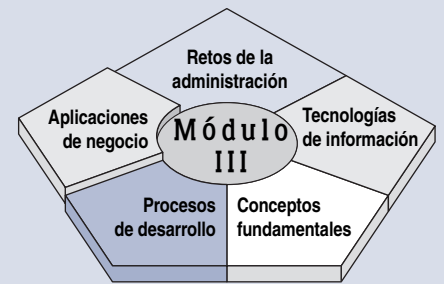 Retos de la
administración
Aplicaciones
de negocio
Módulo
III
Tecnologías
de información
Procesos
de desarrollo
Conceptos
fundamentales